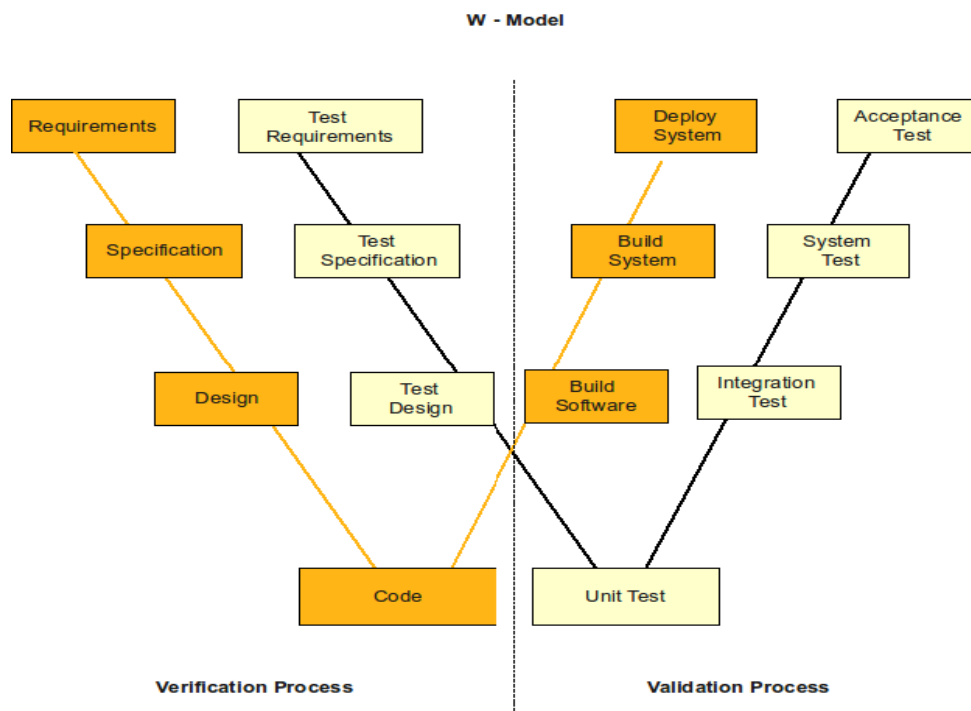 W - Model
Requirements
Test
Requirements
Deploy
System
Acceptance
Test
Specification
Test
Specification
Build
System
System
Test
Design
Test
Design
Build
Software
Integration
Test
Code
Unit Test
Verification Process
Validation Process